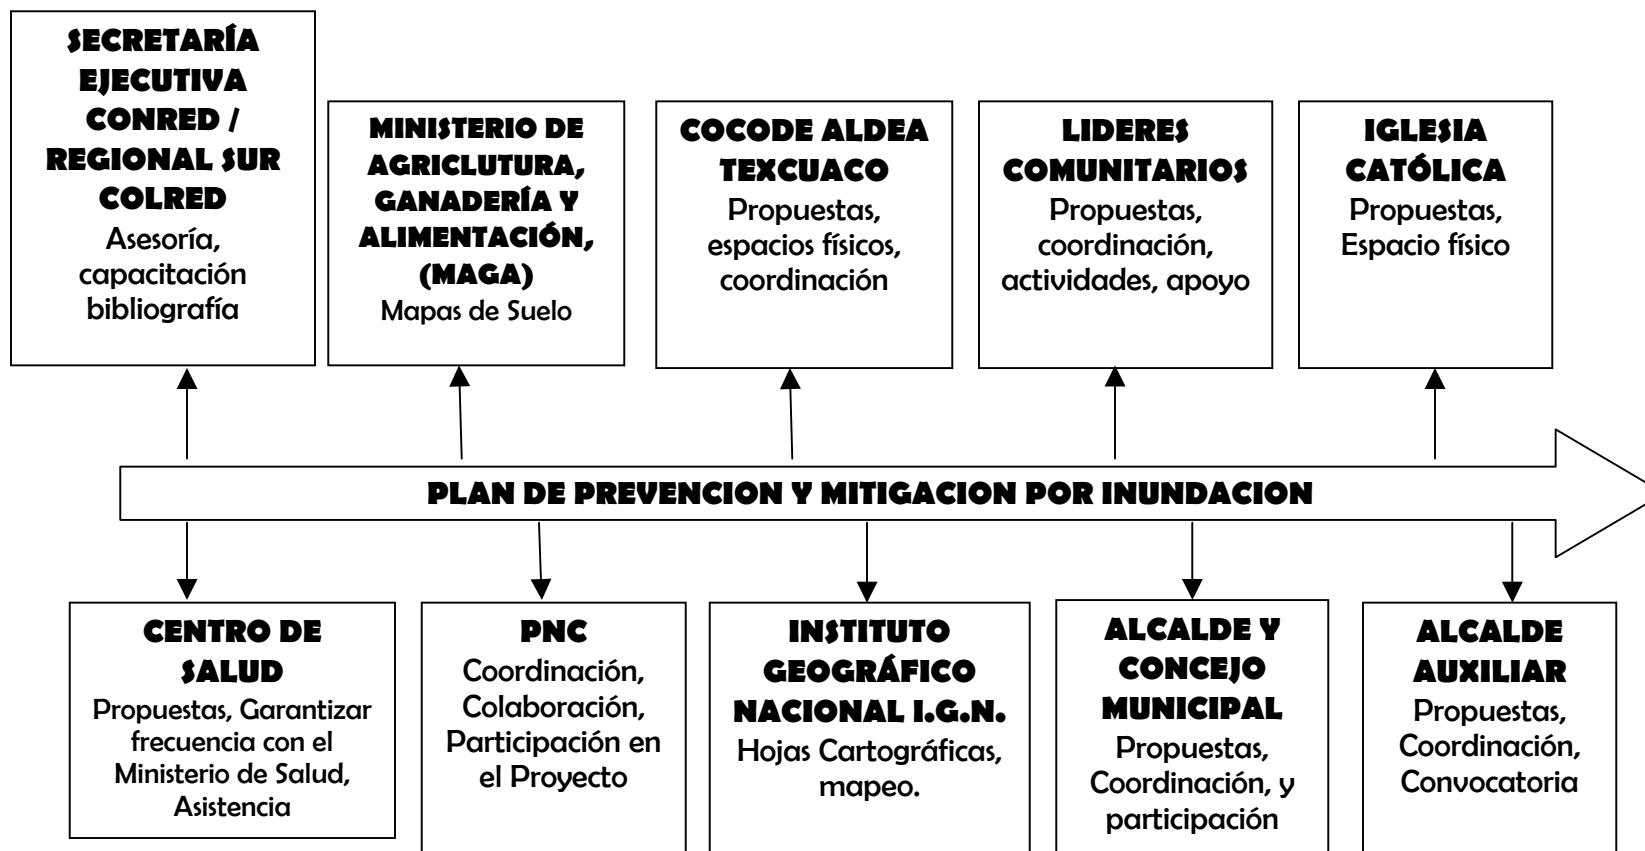 SECRETARÍA
EJECUTIVA
CONRED /
REGIONAL SUR
COLRED
Asesoría,
capacitación
bibliografía
MINISTERIO DE
AGRICLUTURA,
GANADERÍA Y
ALIMENTACIÓN,
(MAGA)
Mapas de Suelo
COCODE ALDEA
TEXCUACO
Propuestas,
espacios físicos,
coordinación
LIDERES
COMUNITARIOS
Propuestas,
coordinación,
actividades, apoyo
IGLESIA
CATÓLICA
Propuestas,
Espacio físico
PLAN DE PREVENCION Y MITIGACION POR INUNDACION
CENTRO DE
SALUD
Propuestas, Garantizar
frecuencia con el
Ministerio de Salud,
Asistencia
PNC
Coordinación,
Colaboración,
Participación en
el Proyecto
INSTITUTO
GEOGRÁFICO
NACIONAL I.G.N.
Hojas Cartográficas,
mapeo.
ALCALDE Y
CONCEJO
MUNICIPAL
Propuestas,
Coordinación, y
participación
ALCALDE
AUXILIAR
Propuestas,
Coordinación,
Convocatoria